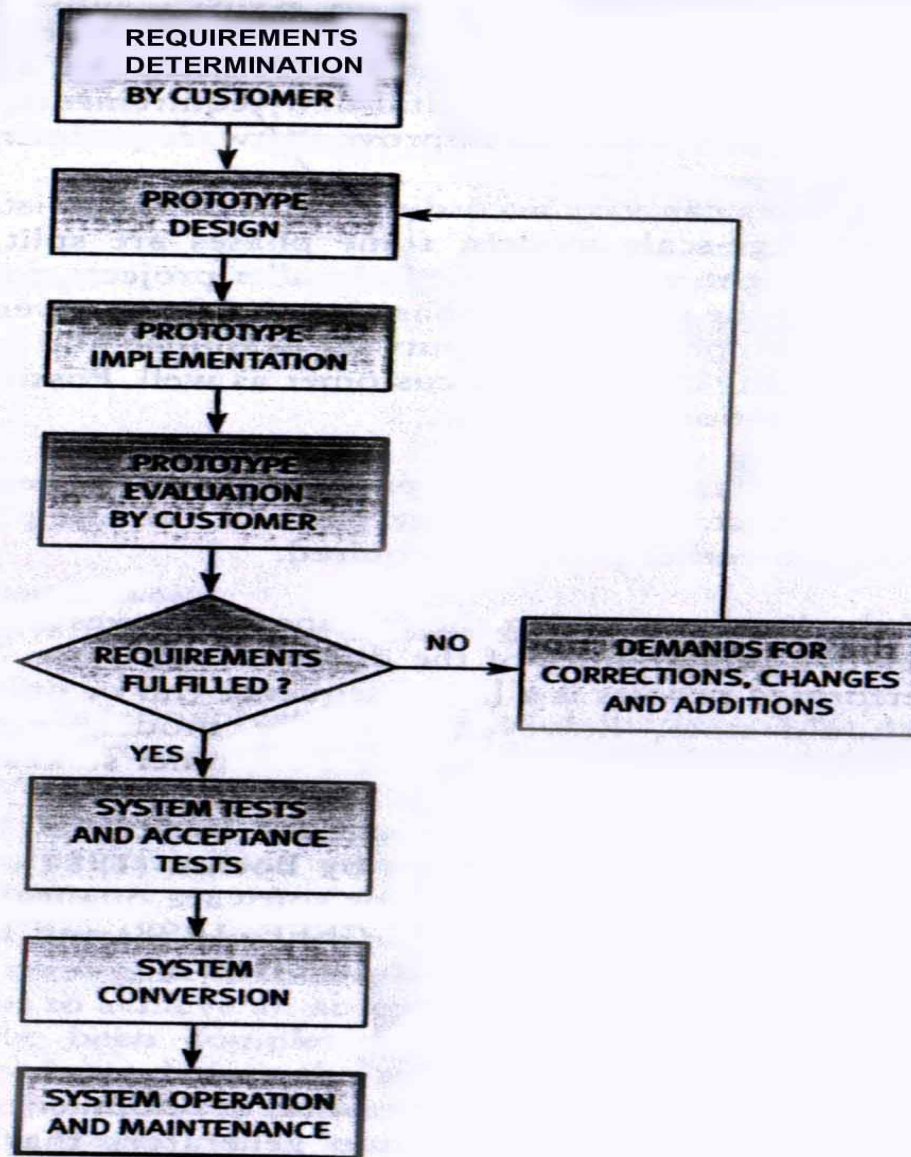 REQUIREMENTS
DETERMINATION
BY CUSTOMER
PROTOTYPE
DESIGN
PROTOTYPE
IMPLEMENTATION
PROTOTYPE
EVALUATION
BY CUSTOMER
REQUIREMENTS
FULFILLED ?
NO
DEMANDS FOR
CORRECTIONS, CHANGES
AND ADDITIONS
YES
SYSTEM TESTS
AND ACCEPTANCE
TESTS
SYSTEM
CONVERSION
SYSTEM OPERATION
AND MAINTENANCE